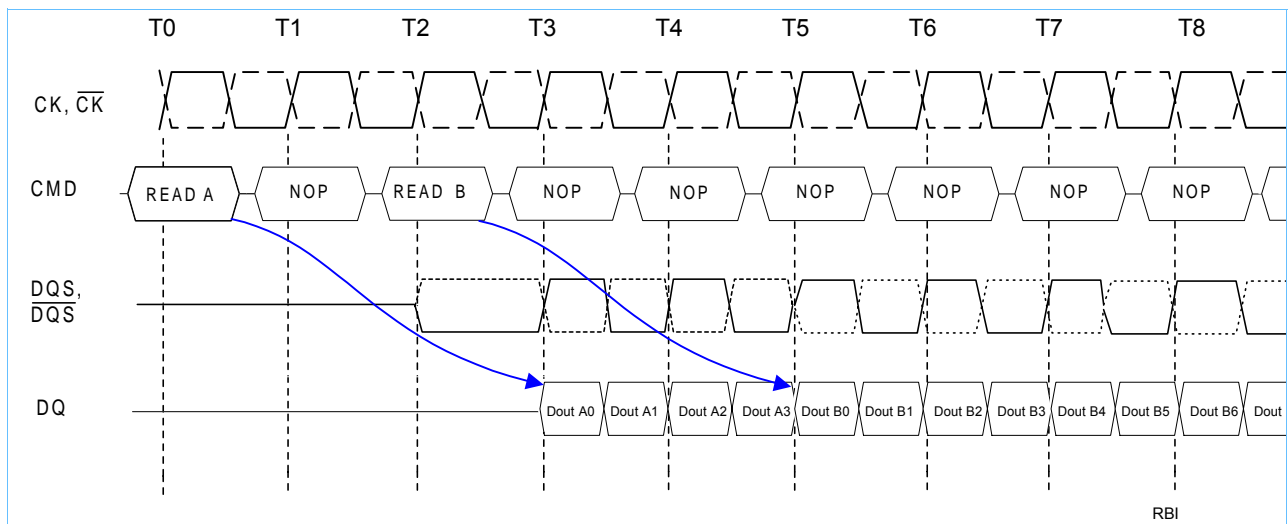 T0 T1 T2 T3 T4 T5 T6 T7 T8
CK, CK
CMD READ A NOP READ B NOP NOP NOP NOP NOP NOP
DQS,
DQS
DQ Dout A0 Dout A1 Dout A2 Dout A3 Dout B0 Dout B1 Dout B2 Dout B3 Dout B4 Dout B5 Dout B6 Dout
RBI